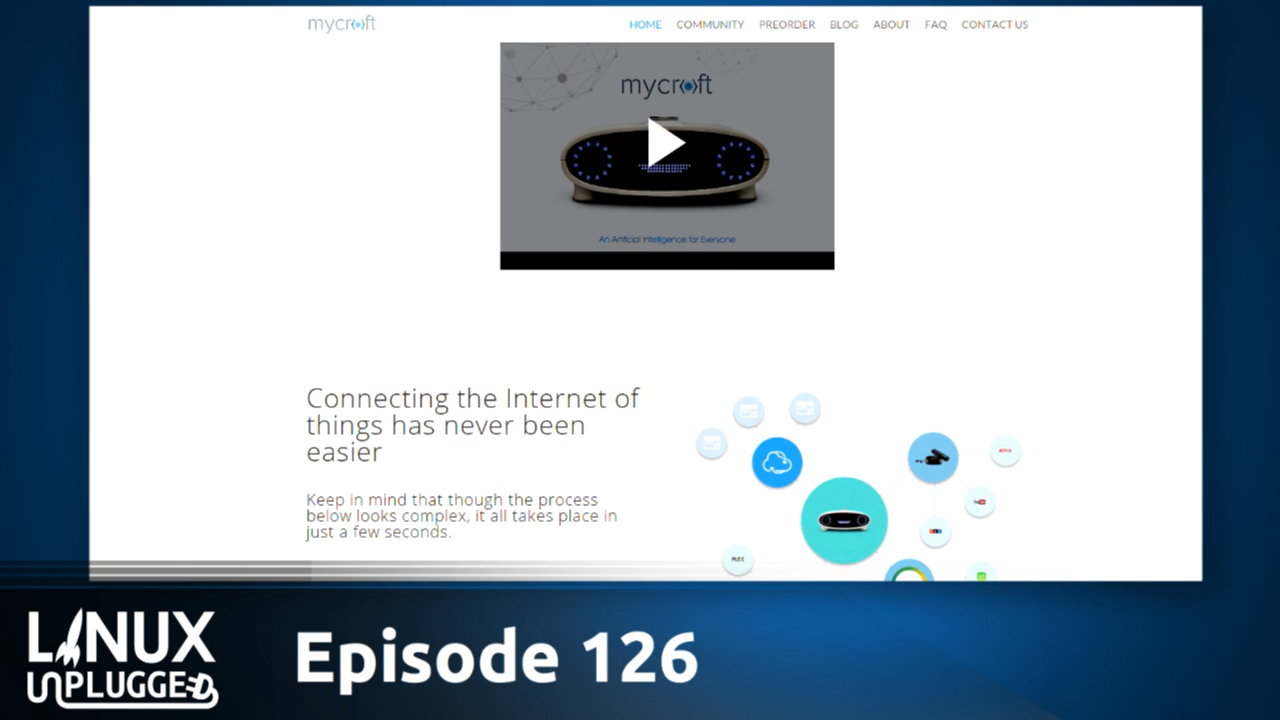 mycroft
HOME COMMUNITY PREORDER BLOG ABOUT FAQ CONTACT US
mycroft
An Artificial Intelligence for Everyone
Connecting the Internet of
things has never been
easier
Keep in mind that though the process
below looks complex, it all takes place in
just a few seconds.
PLEX
LINUX
UNPLUGGED
Episode 126